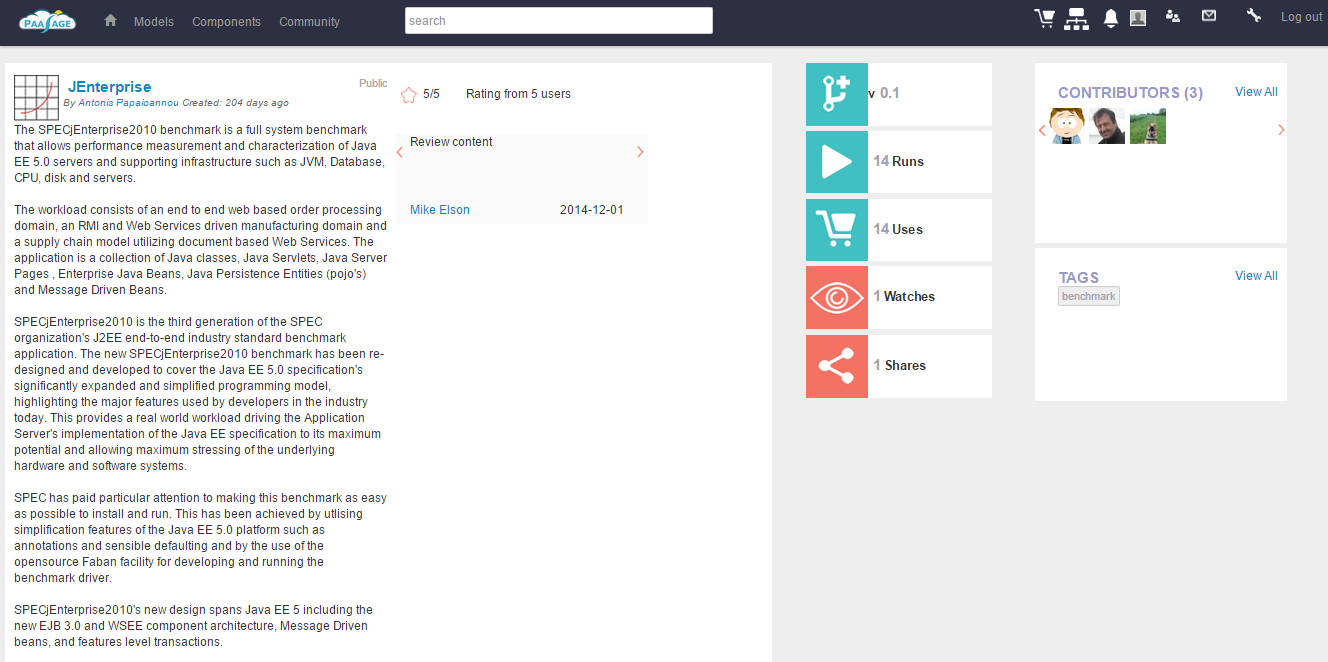 PAASAGE
Models
Components
Community
search
Log out
JEnterprise
Public
By Antonis Papaioannou Created: 204 days ago
The SPECjEnterprise2010 benchmark is a full system benchmark
that allows performance measurement and characterization of Java
EE 5.0 servers and supporting infrastructure such as JVM, Database,
CPU, disk and servers.
The workload consists of an end to end web based order processing
domain, an RMI and Web Services driven manufacturing domain and
a supply chain model utilizing document based Web Services. The
application is a collection of Java classes, Java Servlets, Java Server
Pages , Enterprise Java Beans, Java Persistence Entities (pojo's)
and Message Driven Beans.
SPECjEnterprise2010 is the third generation of the SPEC
organization's J2EE end-to-end industry standard benchmark
application. The new SPECjEnterprise2010 benchmark has been re-
designed and developed to cover the Java EE 5.0 specification's
significantly expanded and simplified programming model,
highlighting the major features used by developers in the industry
today. This provides a real world workload driving the Application
Server's implementation of the Java EE specification to its maximum
potential and allowing maximum stressing of the underlying
hardware and software systems.
SPEC has paid particular attention to making this benchmark as easy
as possible to install and run. This has been achieved by utlising
simplification features of the Java EE 5.0 platform such as
annotations and sensible defaulting and by the use of the
opensource Faban facility for developing and running the
benchmark driver.
SPECjEnterprise2010's new design spans Java EE 5 including the
new EJB 3.0 and WSEE component architecture, Message Driven
beans, and features level transactions.
5/5
Rating from 5 users
Review content
Mike Elson
2014-12-01
v 0.1
14 Runs
14 Uses
1 Watches
1 Shares
CONTRIBUTORS (3)
View All
TAGS
View All
benchmark